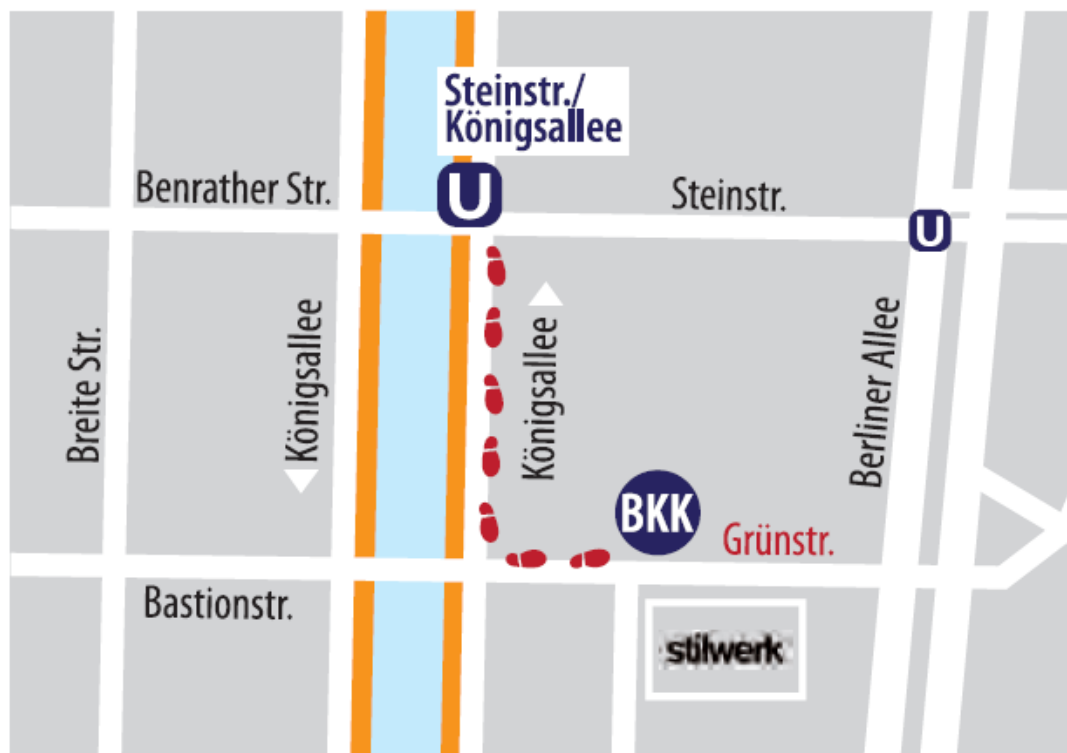 Steinstr./
Königsallee
U
Benrather Str.
Steinstr.
U
Breite Str.
Königsallee
Königsallee
Berliner Allee
BKK
Grünstr.
Bastionstr.
stilwerk